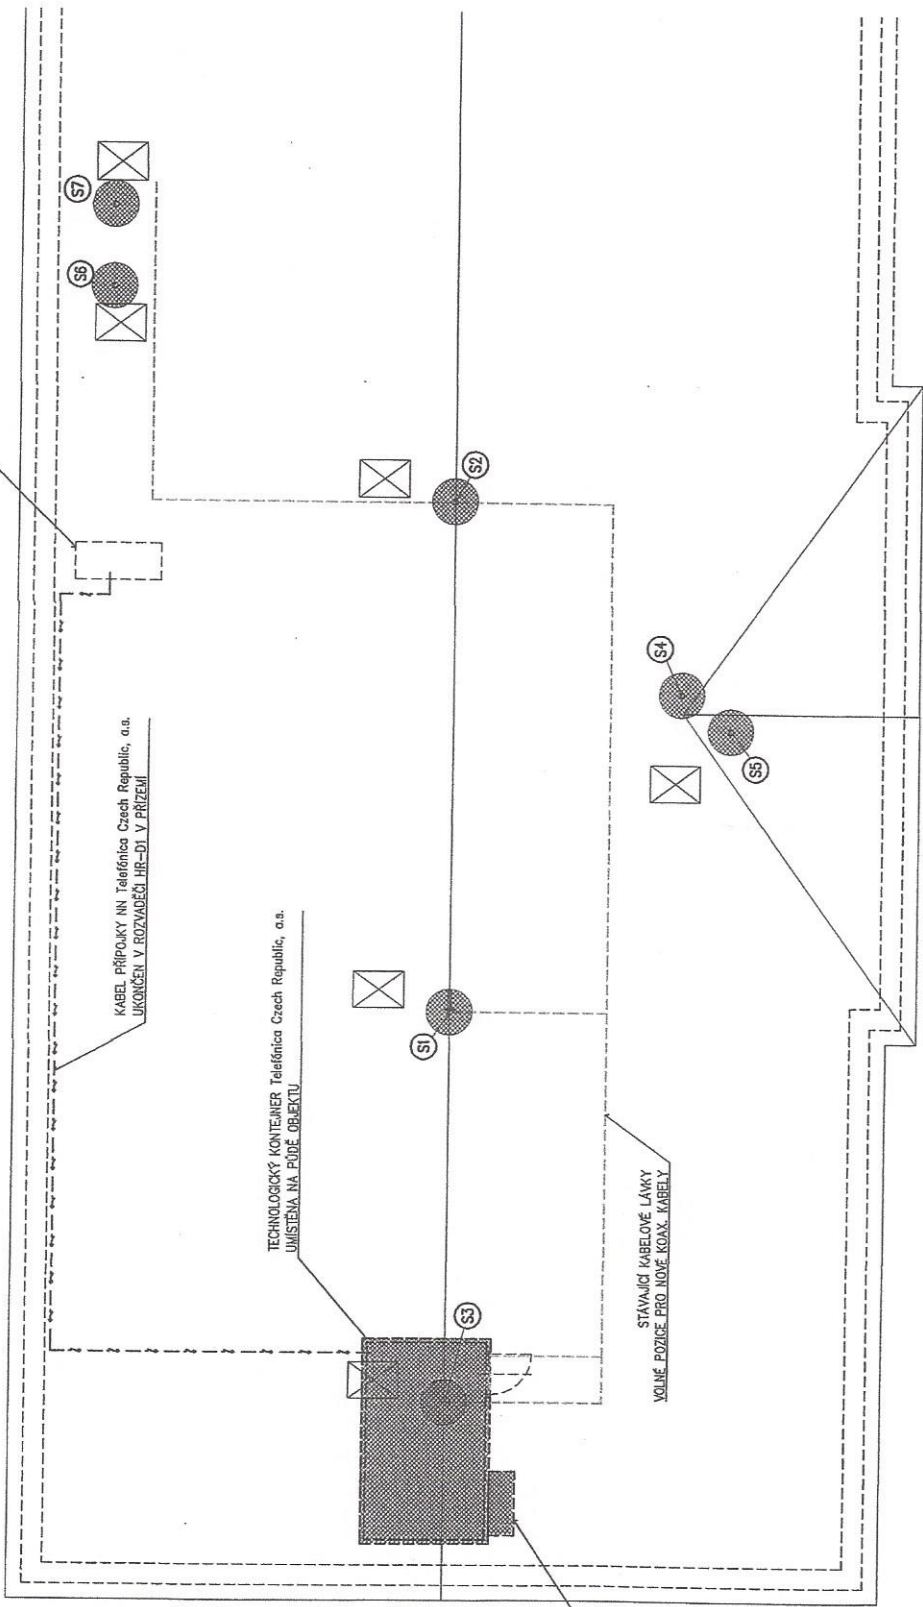 KABEL PŘÍPOJKY NN Telefónica Czech Republic, a.s.
UKONČEN V ROZVADĚČI HR-D1 V PŘÍZEMÍ
TECHNOLOGICKÝ KONTEJNER Telefónica Czech Republic, a.s.
UMÍSTĚNA NA PŮDĚ OBJEKTU
STÁVAJÍCÍ KABELOVÉ LÁVKY
VOLNÉ POZICE PRO NOVÉ KOAX. KABELY
S7
S6
S2
S4
S5
S1
S3